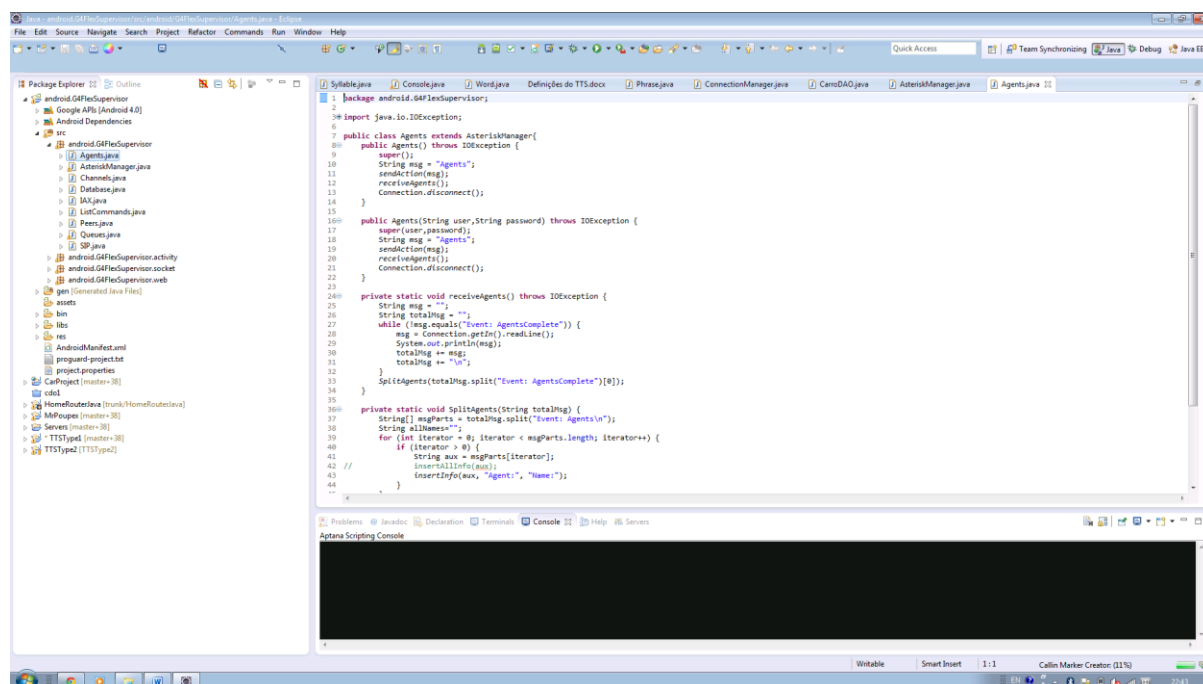 Java - android.G4FlexSupervisor/src/android/G4FlexSupervisor/Agents.java - Eclipse
File Edit Source Navigate Search Project Refactor Commands Run Window Help
Quick Access
Team Synchronizing Java Debug Java EE
Package Explorer Outline
android.G4FlexSupervisor
Google APIs [Android 4.0]
Android Dependencies
src
android.G4FlexSupervisor
Agents.java
AsteriskManager.java
Channels.java
Database.java
IAX.java
ListCommands.java
Peers.java
Queues.java
SIP.java
android.G4FlexSupervisor.activity
android.G4FlexSupervisor.socket
android.G4FlexSupervisor.web
gen [Generated Java Files]
assets
bin
libs
res
AndroidManifest.xml
proguard-project.txt
project.properties
CarProject [master+38]
cdo1
HomeRouterJava [trunk/HomeRouterJava]
MrPoupex [master+38]
Servers [master+38]
* TTSType1 [master+38]
TTSType2 [TTSType2]
Syllable.java Console.java Word.java Definições do TTS.docx Phrase.java ConnectionManager.java CarroDAO.java AsteriskManager.java Agents.java
1 package android.G4FlexSupervisor;
2
3 import java.io.IOException;
6
7 public class Agents extends AsteriskManager{
8 public Agents() throws IOException {
9 super();
10 String msg = "Agents";
11 sendAction(msg);
12 receiveAgents();
13 Connection.disconnect();
14 }
15
16 public Agents(String user,String password) throws IOException {
17 super(user,password);
18 String msg = "Agents";
19 sendAction(msg);
20 receiveAgents();
21 Connection.disconnect();
22 }
23
24 private static void receiveAgents() throws IOException {
25 String msg = "";
26 String totalMsg = "";
27 while (!msg.equals("Event: AgentsComplete")) {
28 msg = Connection.getIn().readLine();
29 System.out.println(msg);
30 totalMsg += msg;
31 totalMsg += "\n";
32 }
33 SplitAgents(totalMsg.split("Event: AgentsComplete")[0]);
34 }
35
36 private static void SplitAgents(String totalMsg) {
37 String[] msgParts = totalMsg.split("Event: Agents\n");
38 String allNames="";
39 for (int iterator = 0; iterator < msgParts.length; iterator++) {
40 if (iterator > 0) {
41 String aux = msgParts[iterator];
42 // insertAllInfo(aux);
43 insertInfo(aux, "Agent:", "Name:");
44 }
Problems Javadoc Declaration Terminals Console Help Servers
Aptana Scripting Console
Writable Smart Insert 1:1 Callin Marker Creator: (11%)
EN 22:43